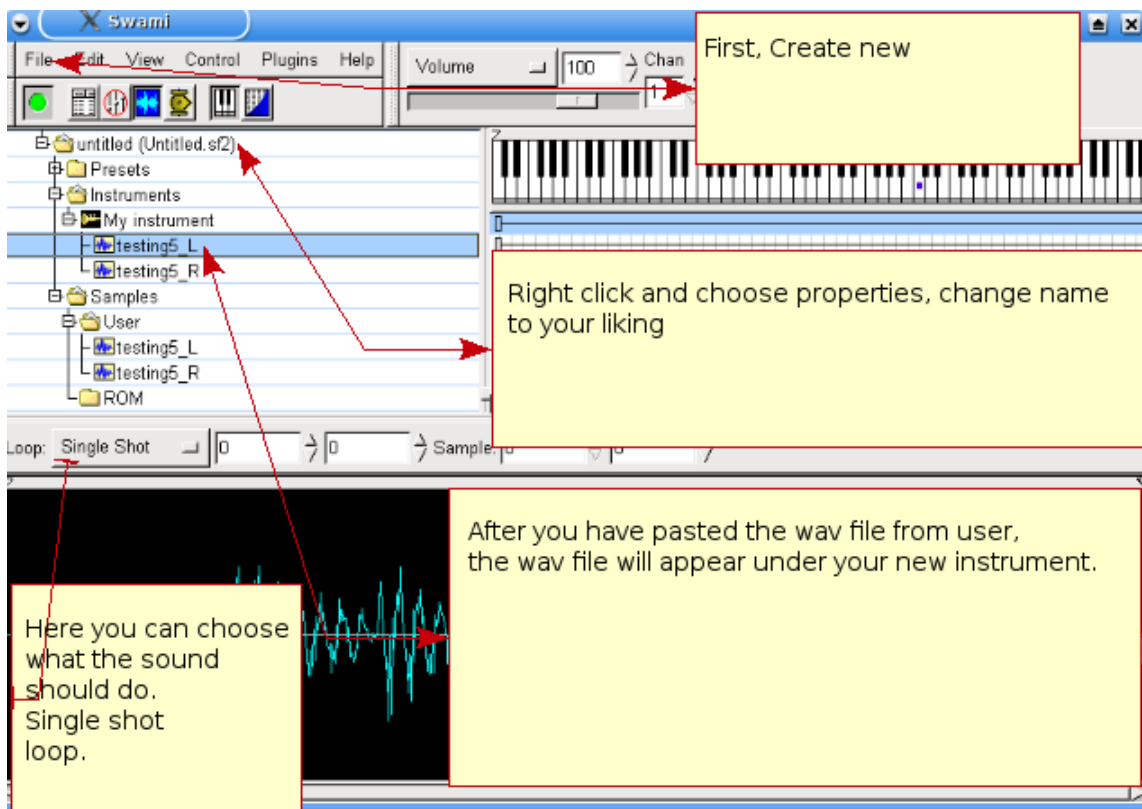 Swami
File Edit View Control Plugins Help
Volume 100 Chan
1
First, Create new
untitled (Untitled.sf2)
Presets
Instruments
My instrument
testing5_L
testing5_R
Samples
User
testing5_L
testing5_R
ROM
Right click and choose properties, change name
to your liking
Loop: Single Shot 0 0 Sample: 0 0
After you have pasted the wav file from user,
the wav file will appear under your new instrument.
Here you can choose
what the sound
should do.
Single shot
loop.